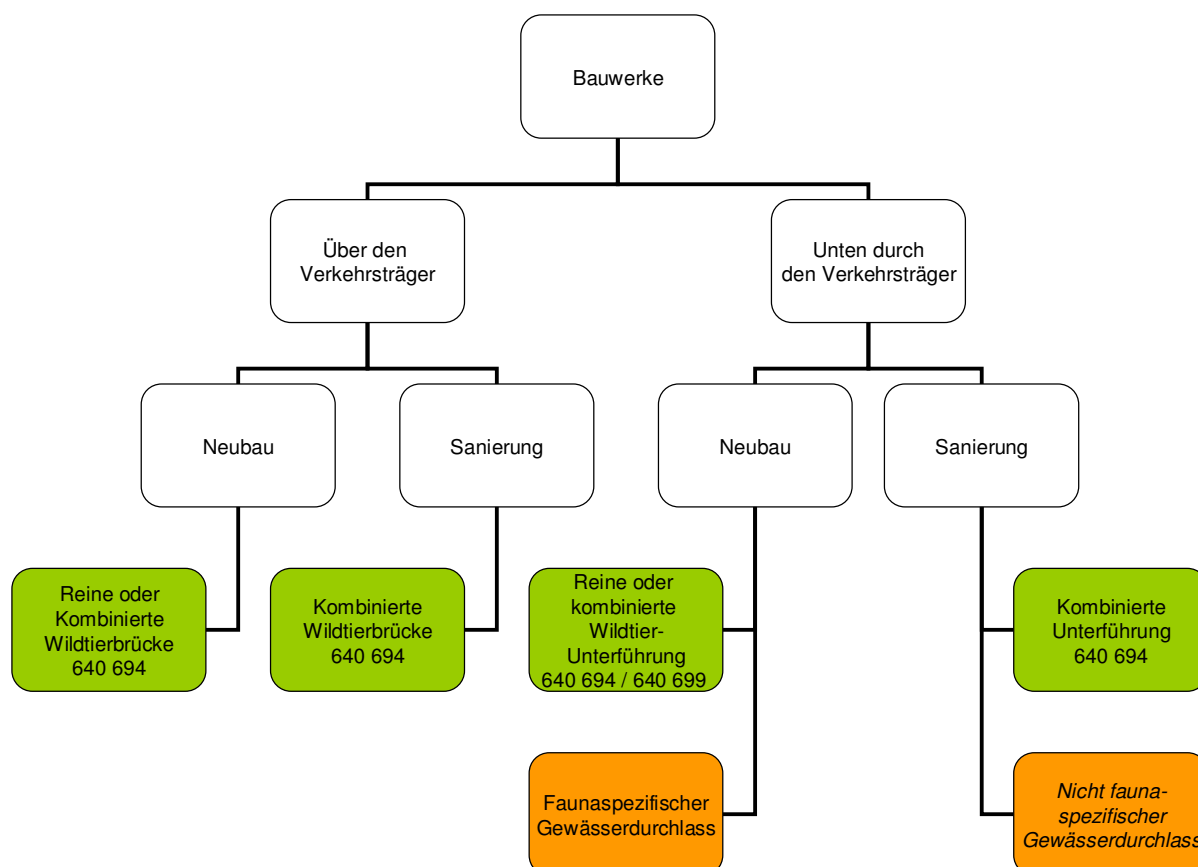 Bauwerke
Über den
Verkehrsträger
Unten durch
den Verkehrsträger
Neubau
Sanierung
Neubau
Sanierung
Reine oder
Kombinierte
Wildtierbrücke
640 694
Kombinierte
Wildtierbrücke
640 694
Reine oder
kombinierte
Wildtier-
Unterführung
640 694 / 640 699
Kombinierte
Unterführung
640 694
Faunaspezifischer
Gewässerdurchlass
Nicht fauna-
spezifischer
Gewässerdurchlass